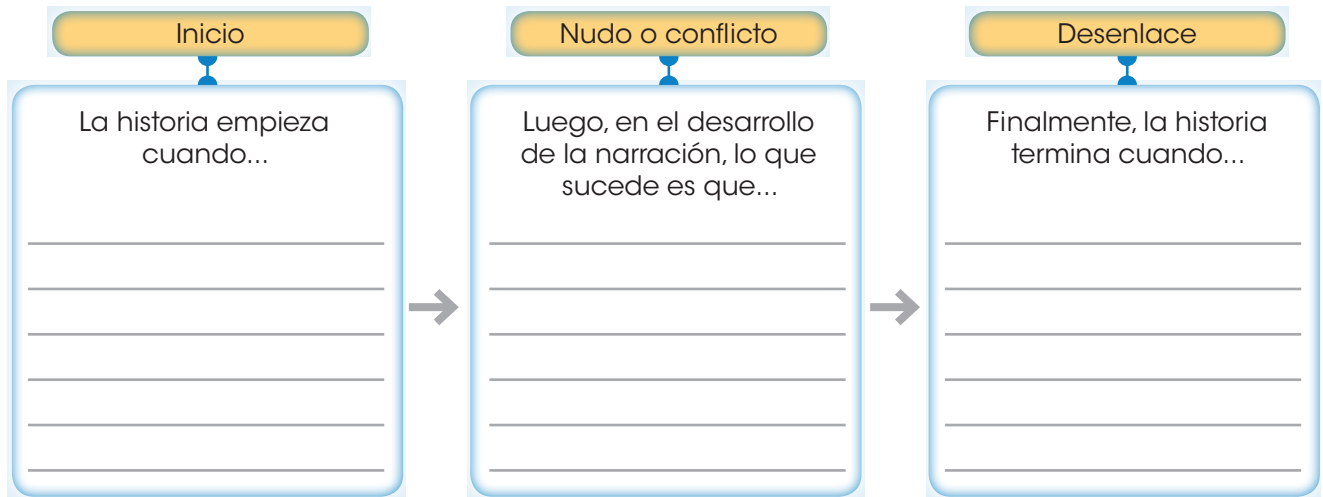 Inicio
La historia empieza
cuando...
Nudo o conflicto
Luego, en el desarrollo
de la narración, lo que
sucede es que...
Desenlace
Finalmente, la historia
termina cuando...